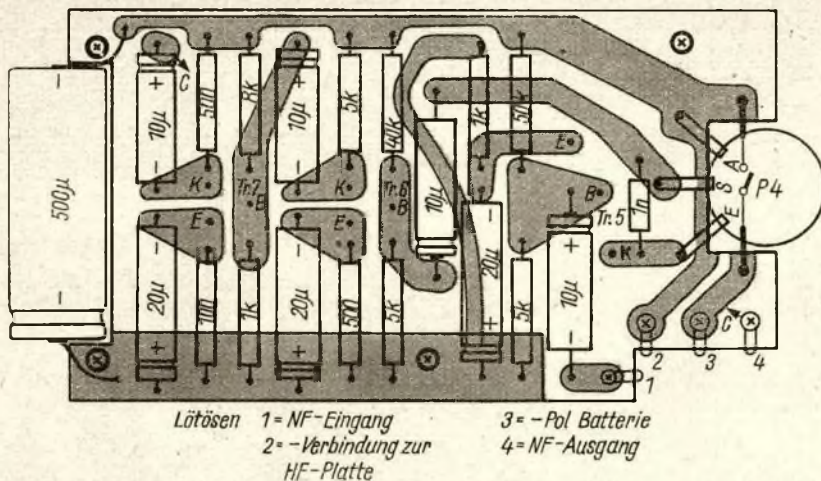 C
500
8k
5k
40k
1k
50k
10µ
10µ
10µ
500µ
K
Tr.7
B
K
Tr.6
B
E
B
1n
A
S
E
P4
E
E
Tr.5
K
20µ
100
1k
20µ
500
5k
20µ
5k
10µ
C
2
3
4
1
Lötösen 1 = NF-Eingang 3 = -Pol Batterie
2 = -Verbindung zur 4 = NF-Ausgang
HF-Platte